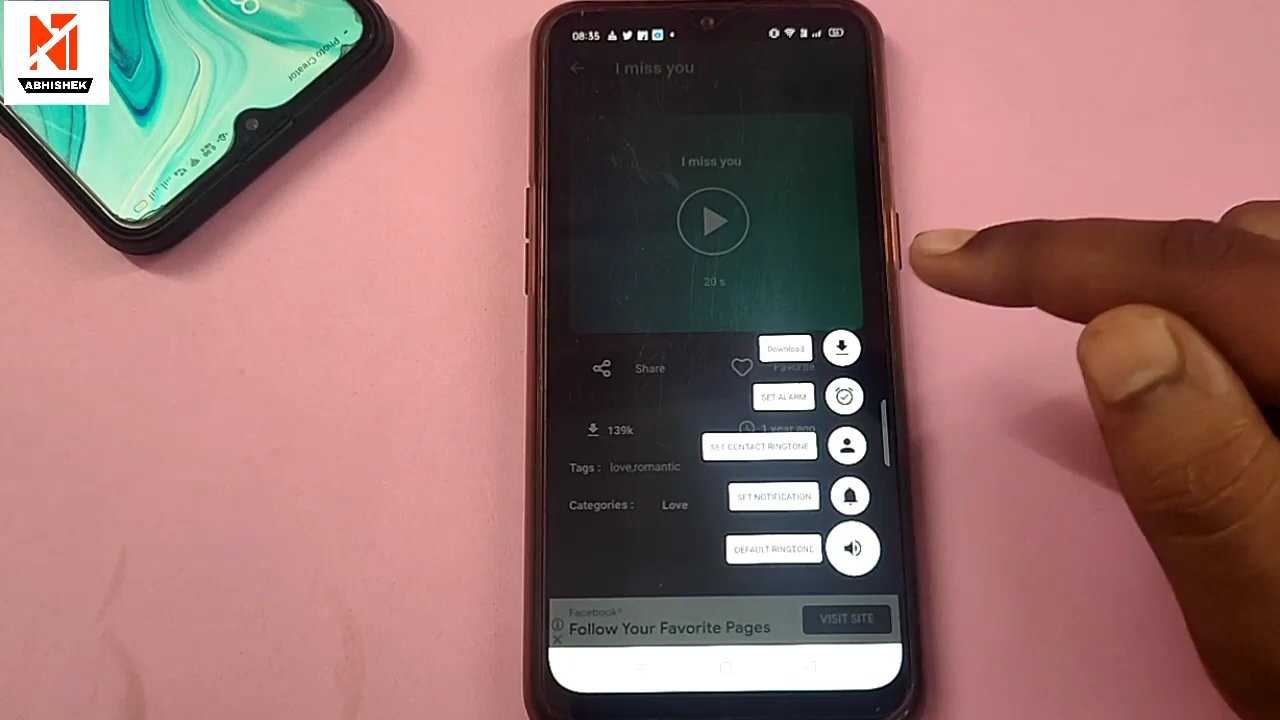 ABHISHEK
Photo Creator
08:35
I miss you
I miss you
20 s
Download
Share
Favorite
SET ALARM
139k
1 year ago
SET CONTACT RINGTONE
Tags : love,romantic
SET NOTIFICATION
Categories : Love
DEFAULT RINGTONE
Facebook®
Follow Your Favorite Pages
VISIT SITE